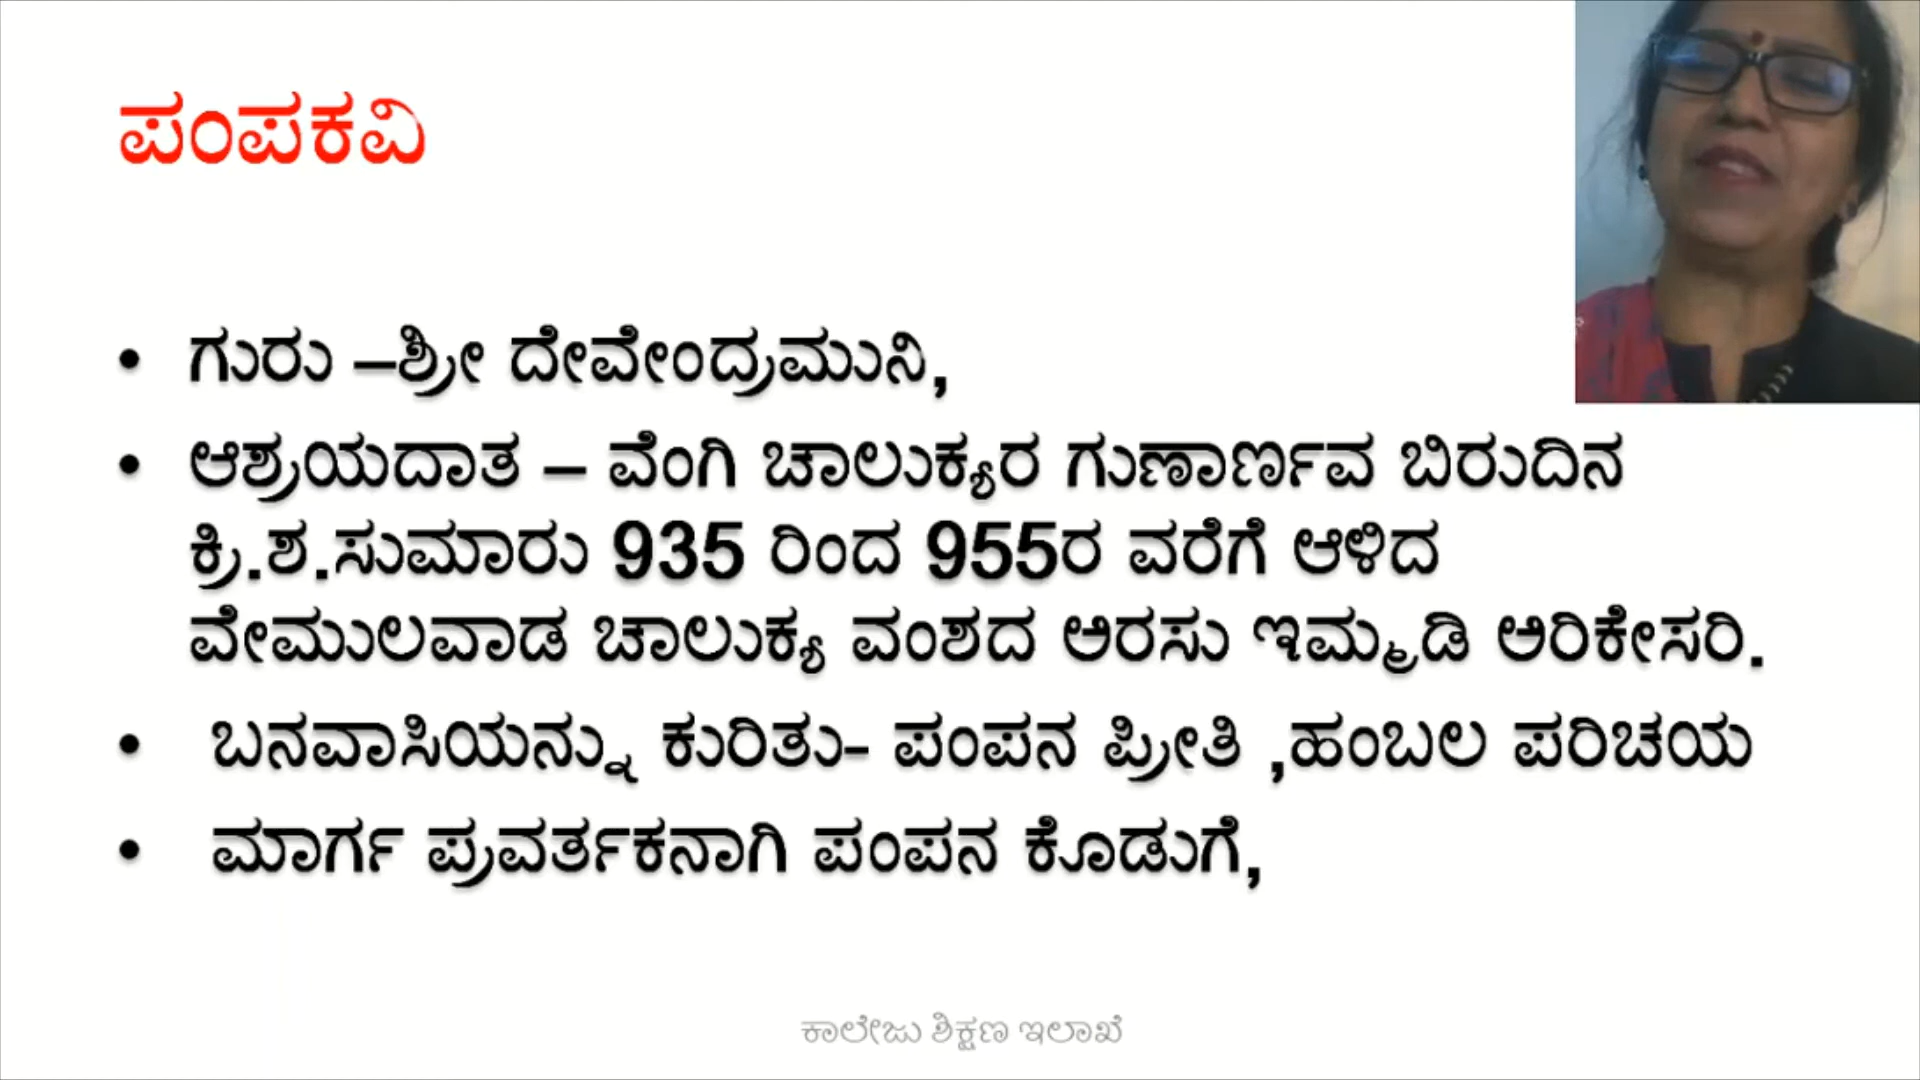 ಪಂಪಕವಿ
• ಗುರು –ಶ್ರೀ ದೇವೇಂದ್ರಮುನಿ,
• ಆಶ್ರಯದಾತ – ವೆಂಗಿ ಚಾಲುಕ್ಯರ ಗುಣಾರ್ಣವ ಬಿರುದಿನ
ಕ್ರಿ.ಶ.ಸುಮಾರು 935 ರಿಂದ 955ರ ವರೆಗೆ ಆಳಿದ
ವೇಮುಲವಾಡ ಚಾಲುಕ್ಯ ವಂಶದ ಅರಸು ಇಮ್ಮಡಿ ಅರಿಕೇಸರಿ.
• ಬನವಾಸಿಯನ್ನು ಕುರಿತು- ಪಂಪನ ಪ್ರೀತಿ ,ಹಂಬಲ ಪರಿಚಯ
• ಮಾರ್ಗ ಪ್ರವರ್ತಕನಾಗಿ ಪಂಪನ ಕೊಡುಗೆ,
ಕಾಲೇಜು ಶಿಕ್ಷಣ ಇಲಾಖೆ